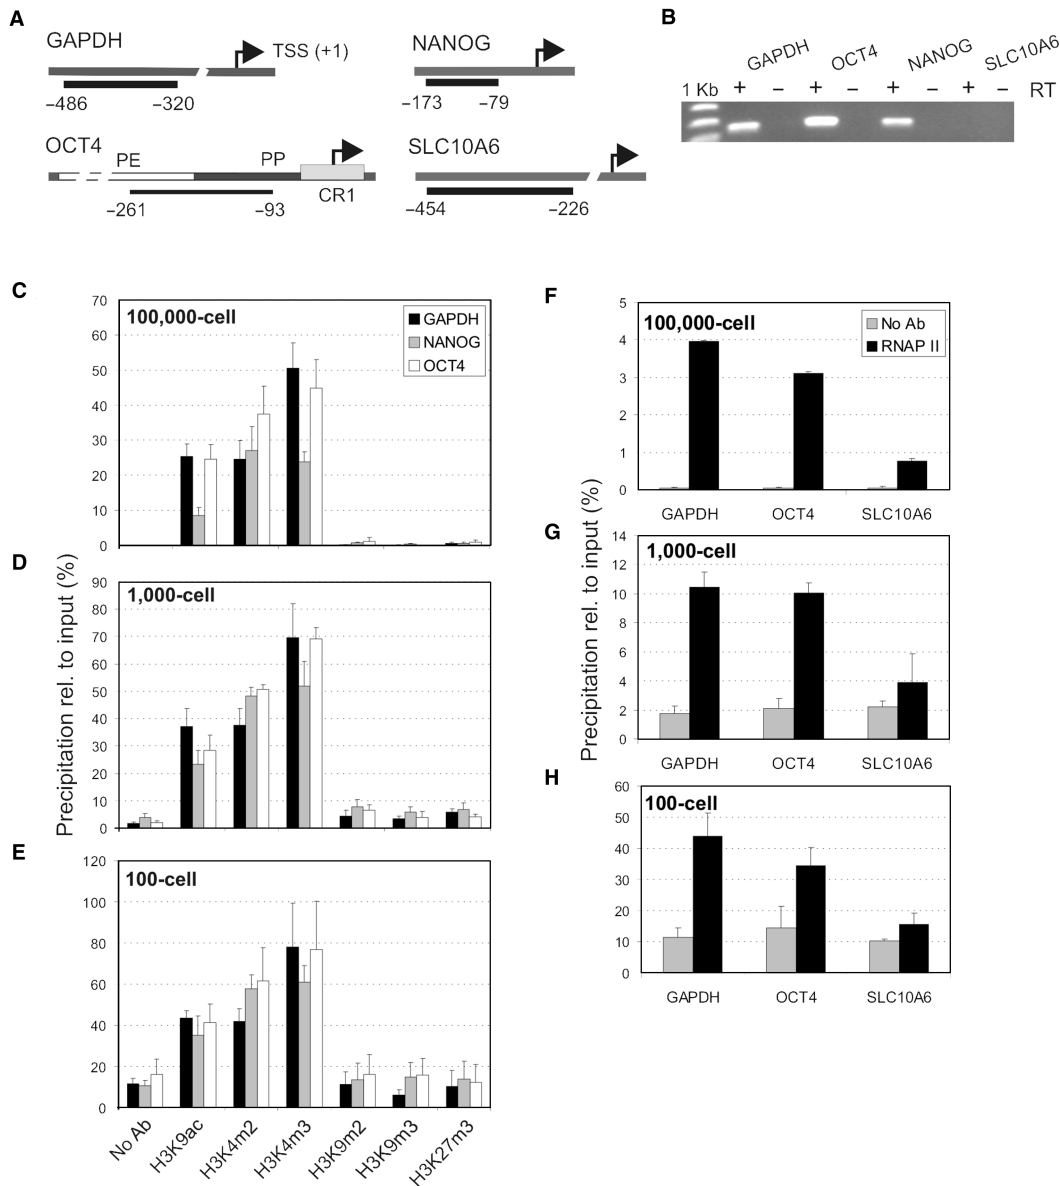 A
GAPDH
TSS (+1)
–486
–320
NANOG
–173
–79
OCT4
PE
PP
CR1
–261
–93
SLC10A6
–454
–226
B
GAPDH
OCT4
NANOG
SLC10A6
1 Kb + – + – + – + – RT
C
100,000-cell
GAPDH
NANOG
OCT4
70
60
50
40
30
20
10
0
D
1,000-cell
90
80
70
60
50
40
30
20
10
0
E
100-cell
120
100
80
60
40
20
0
Precipitation rel. to input (%)
No Ab
H3K9ac
H3K4m2
H3K4m3
H3K9m2
H3K9m3
H3K27m3
F
100,000-cell
No Ab
RNAP II
5
4
3
2
1
0
GAPDH
OCT4
SLC10A6
G
1,000-cell
14
12
10
8
6
4
2
0
GAPDH
OCT4
SLC10A6
H
100-cell
60
50
40
30
20
10
0
GAPDH
OCT4
SLC10A6
Precipitation rel. to input (%)